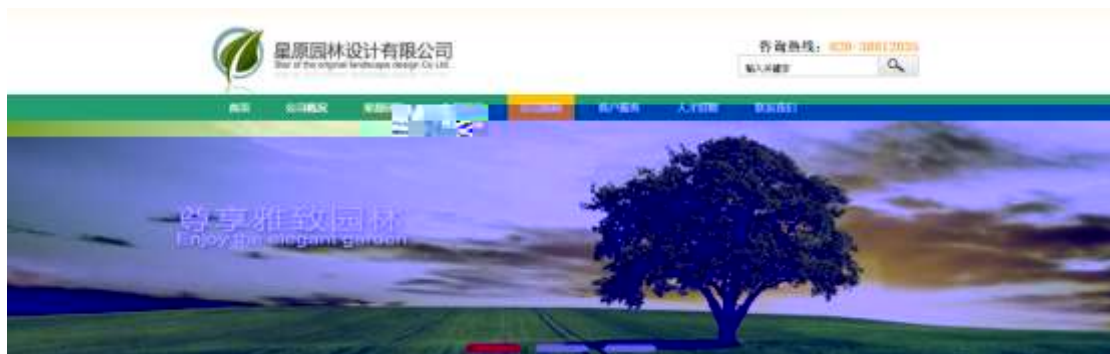 星原园林设计有限公司
Star of the original landscape design Co Ltd.
咨询热线：020-38812035
输入关键字
首页 公司概况 客户服务 人才招聘 联系我们
尊享雅致园林
Enjoy the elegant garden